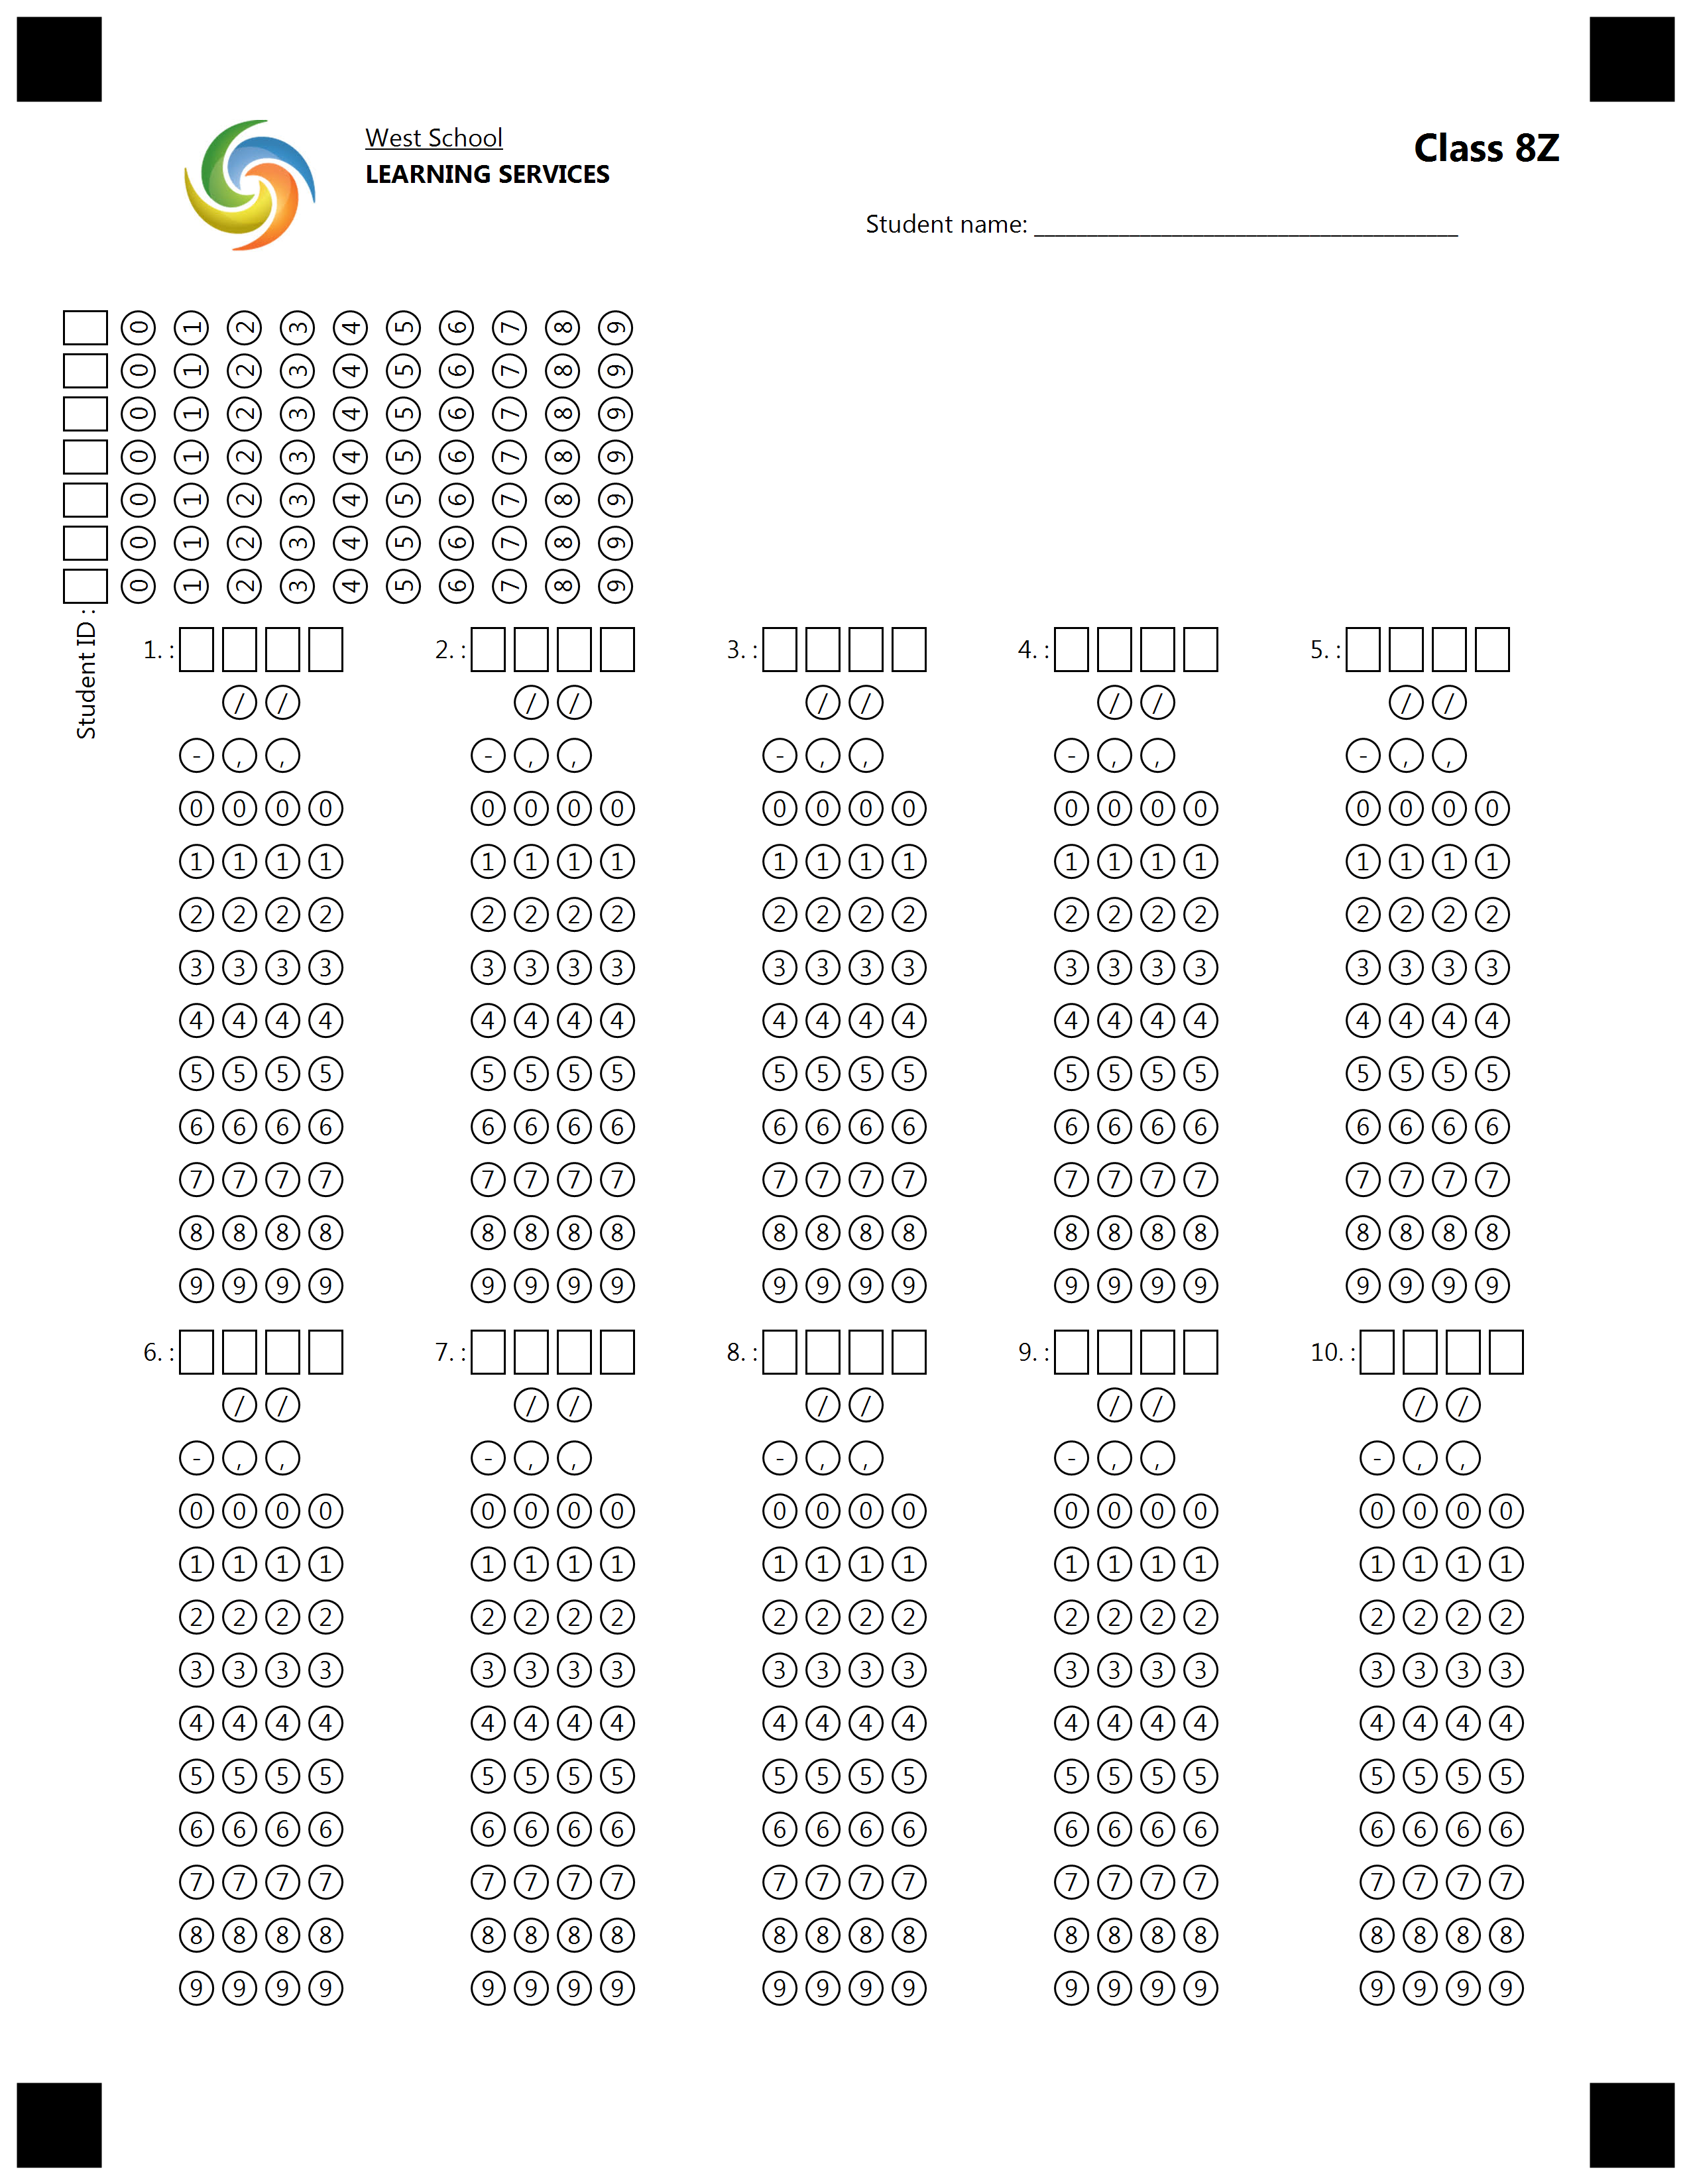 West School
LEARNING SERVICES
Class 8Z
Student name: ________________________________
0 1 2 3 4 5 6 7 8 9
0 1 2 3 4 5 6 7 8 9
0 1 2 3 4 5 6 7 8 9
0 1 2 3 4 5 6 7 8 9
0 1 2 3 4 5 6 7 8 9
0 1 2 3 4 5 6 7 8 9
0 1 2 3 4 5 6 7 8 9
Student ID :
1. : 2. : 3. : 4. : 5. :
/ / / / / / / / / /
- , , - , , - , , - , , - , ,
0 0 0 0 0 0 0 0 0 0 0 0 0 0 0 0 0 0 0 0
1 1 1 1 1 1 1 1 1 1 1 1 1 1 1 1 1 1 1 1
2 2 2 2 2 2 2 2 2 2 2 2 2 2 2 2 2 2 2 2
3 3 3 3 3 3 3 3 3 3 3 3 3 3 3 3 3 3 3 3
4 4 4 4 4 4 4 4 4 4 4 4 4 4 4 4 4 4 4 4
5 5 5 5 5 5 5 5 5 5 5 5 5 5 5 5 5 5 5 5
6 6 6 6 6 6 6 6 6 6 6 6 6 6 6 6 6 6 6 6
7 7 7 7 7 7 7 7 7 7 7 7 7 7 7 7 7 7 7 7
8 8 8 8 8 8 8 8 8 8 8 8 8 8 8 8 8 8 8 8
9 9 9 9 9 9 9 9 9 9 9 9 9 9 9 9 9 9 9 9
6. : 7. : 8. : 9. : 10. :
/ / / / / / / / / /
- , , - , , - , , - , , - , ,
0 0 0 0 0 0 0 0 0 0 0 0 0 0 0 0 0 0 0 0
1 1 1 1 1 1 1 1 1 1 1 1 1 1 1 1 1 1 1 1
2 2 2 2 2 2 2 2 2 2 2 2 2 2 2 2 2 2 2 2
3 3 3 3 3 3 3 3 3 3 3 3 3 3 3 3 3 3 3 3
4 4 4 4 4 4 4 4 4 4 4 4 4 4 4 4 4 4 4 4
5 5 5 5 5 5 5 5 5 5 5 5 5 5 5 5 5 5 5 5
6 6 6 6 6 6 6 6 6 6 6 6 6 6 6 6 6 6 6 6
7 7 7 7 7 7 7 7 7 7 7 7 7 7 7 7 7 7 7 7
8 8 8 8 8 8 8 8 8 8 8 8 8 8 8 8 8 8 8 8
9 9 9 9 9 9 9 9 9 9 9 9 9 9 9 9 9 9 9 9